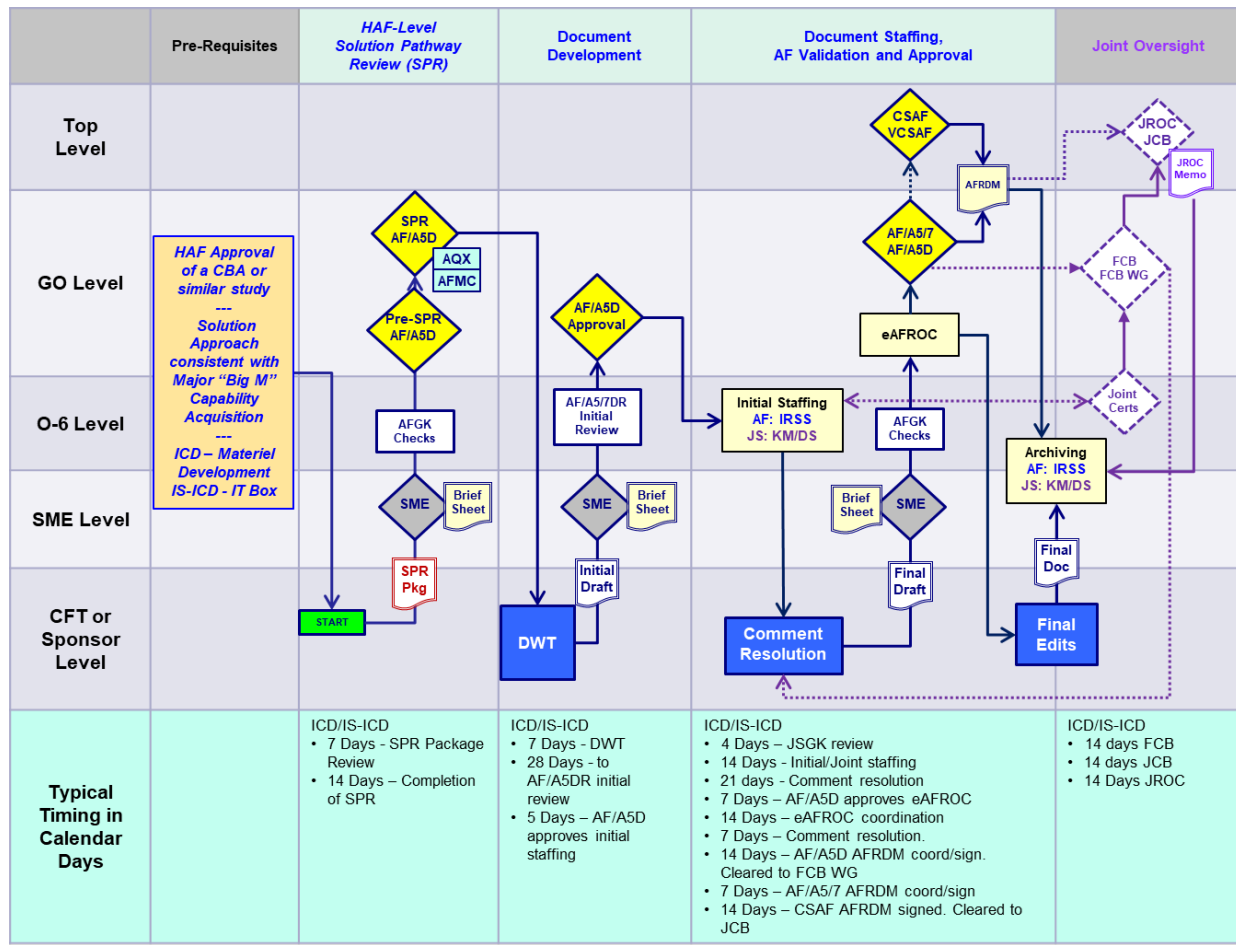 Pre-Requisites
HAF-Level
Solution Pathway
Review (SPR)
Document
Development
Document Staffing,
AF Validation and Approval
Joint Oversight
Top
Level
CSAF
VCSAF
AFRDM
JROC
JCB
JROC
Memo
GO Level
HAF Approval
of a CBA or
similar study
---
Solution
Approach
consistent with
Major “Big M”
Capability
Acquisition
---
ICD – Materiel
Development
IS-ICD - IT Box
SPR
AF/A5D
AQX
AFMC
Pre-SPR
AF/A5D
AF/A5D
Approval
AF/A5/7
AF/A5D
eAFROC
FCB
FCB WG
O-6 Level
AFGK
Checks
AF/A5/7DR
Initial
Review
Initial Staffing
AF: IRSS
JS: KM/DS
AFGK
Checks
Joint
Certs
Archiving
AF: IRSS
JS: KM/DS
SME Level
SME
Brief
Sheet
SME
Brief
Sheet
Brief
Sheet
SME
CFT or
Sponsor
Level
START
SPR
Pkg
Initial
Draft
DWT
Comment
Resolution
Final
Draft
Final
Doc
Final
Edits
Typical
Timing in
Calendar
Days
ICD/IS-ICD
• 7 Days - SPR Package
Review
• 14 Days – Completion
of SPR
ICD/IS-ICD
• 7 Days - DWT
• 28 Days - to
AF/A5DR initial
review
• 5 Days – AF/A5D
approves initial
staffing
ICD/IS-ICD
• 4 Day – JSGK review
• 14 Days - Initial/Joint staffing
• 21 days - Comment resolution
• 7 Days – AF/A5D approves eAFROC
• 14 Days – eAFROC coordination
• 7 Days – Comment resolution.
• 14 Days – AF/A5D AFRDM coord/sign.
Cleared to FCB WG
• 7 Days – AF/A5/7 AFRDM coord/sign
• 14 Days – CSAF AFRDM signed. Cleared to
JCB
ICD/IS-ICD
• 14 days FCB
• 14 days JCB
• 14 Days JROC